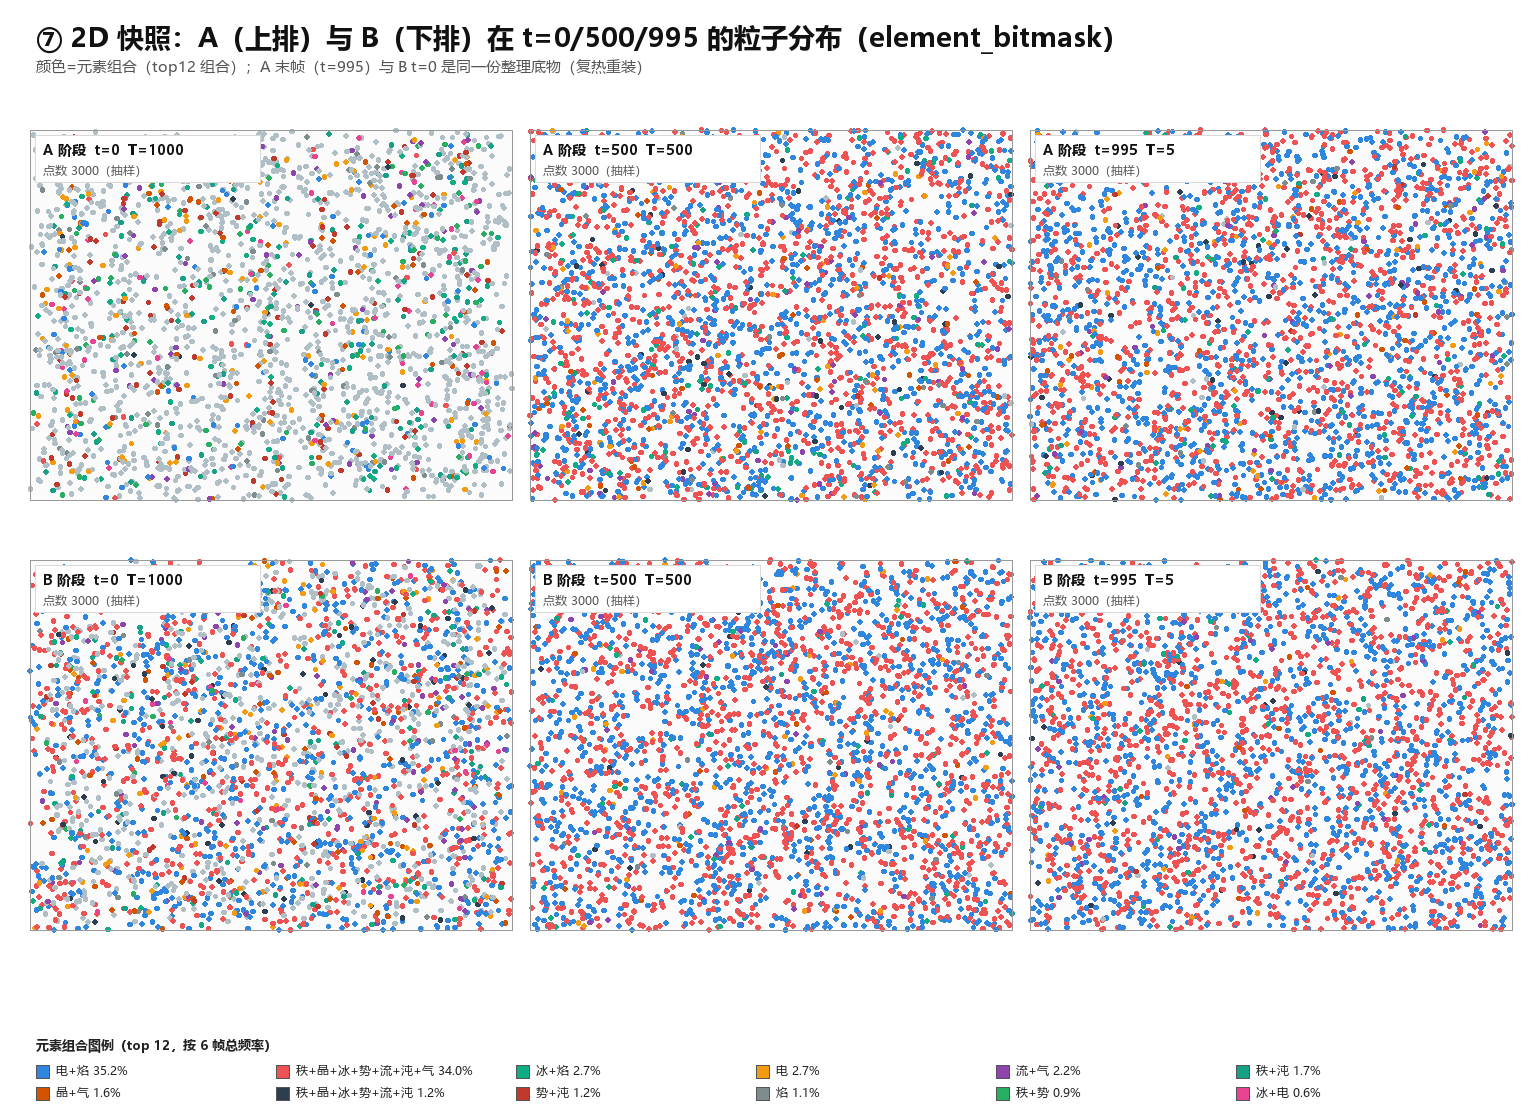 ⑦ 2D 快照：A（上排）与 B（下排）在 t=0/500/995 的粒子分布（element_bitmask）
颜色=元素组合（top12 组合）；A 末帧（t=995）与 B t=0 是同一份整理底物（复热重装）
A 阶段 t=0 T=1000
点数 3000（抽样）
A 阶段 t=500 T=500
点数 3000（抽样）
A 阶段 t=995 T=5
点数 3000（抽样）
B 阶段 t=0 T=1000
点数 3000（抽样）
B 阶段 t=500 T=500
点数 3000（抽样）
B 阶段 t=995 T=5
点数 3000（抽样）
元素组合图例（top 12，按 6 帧总频率）
电+焰 35.2%
秩+晶+冰+势+流+沌+气 34.0%
冰+焰 2.7%
电 2.7%
流+气 2.2%
秩+沌 1.7%
晶+气 1.6%
秩+晶+冰+势+流+沌 1.2%
势+沌 1.2%
焰 1.1%
秩+势 0.9%
冰+电 0.6%